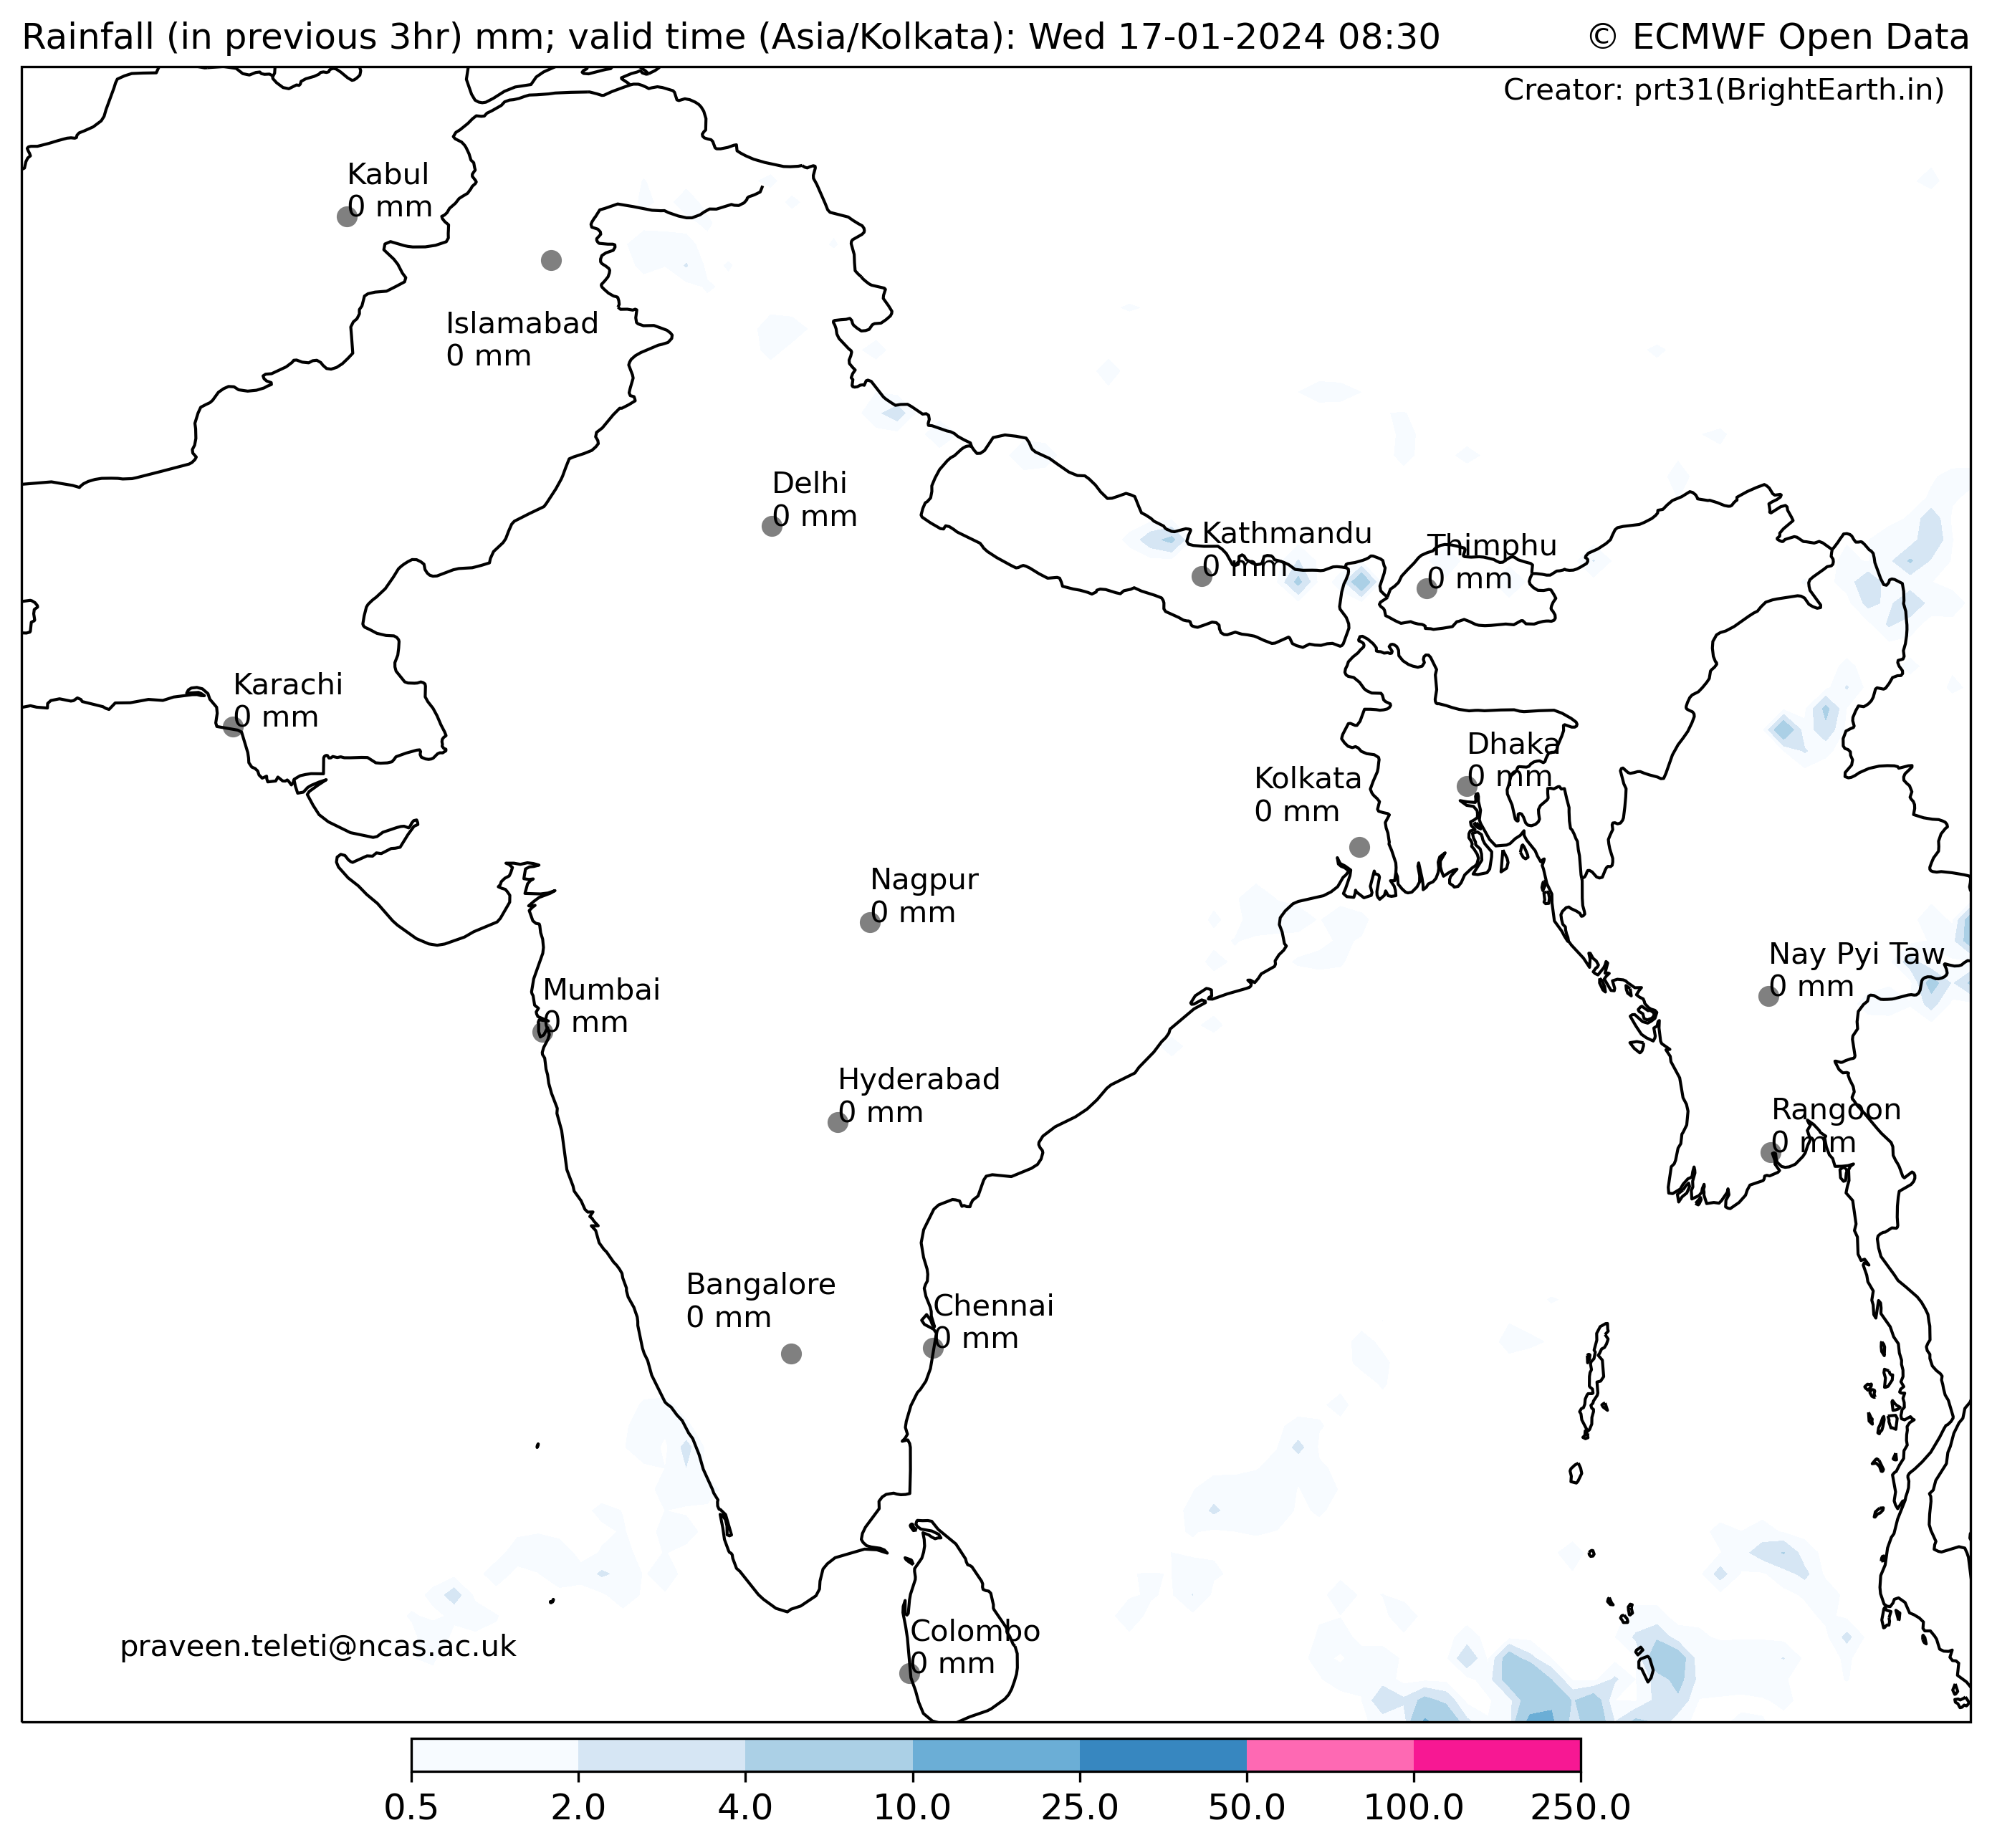 Rainfall (in previous 3hr) mm; valid time (Asia/Kolkata): Wed 17-01-2024 08:30
© ECMWF Open Data
Creator: prt31(BrightEarth.in)
Kabul
0 mm
Islamabad
0 mm
Delhi
0 mm
Kathmandu
0 mm
Thimphu
0 mm
Karachi
0 mm
Dhaka
0 mm
Kolkata
0 mm
Nagpur
0 mm
Nay Pyi Taw
0 mm
Mumbai
0 mm
Hyderabad
0 mm
Rangoon
0 mm
Bangalore
0 mm
Chennai
0 mm
Colombo
0 mm
praveen.teleti@ncas.ac.uk
0.5 2.0 4.0 10.0 25.0 50.0 100.0 250.0